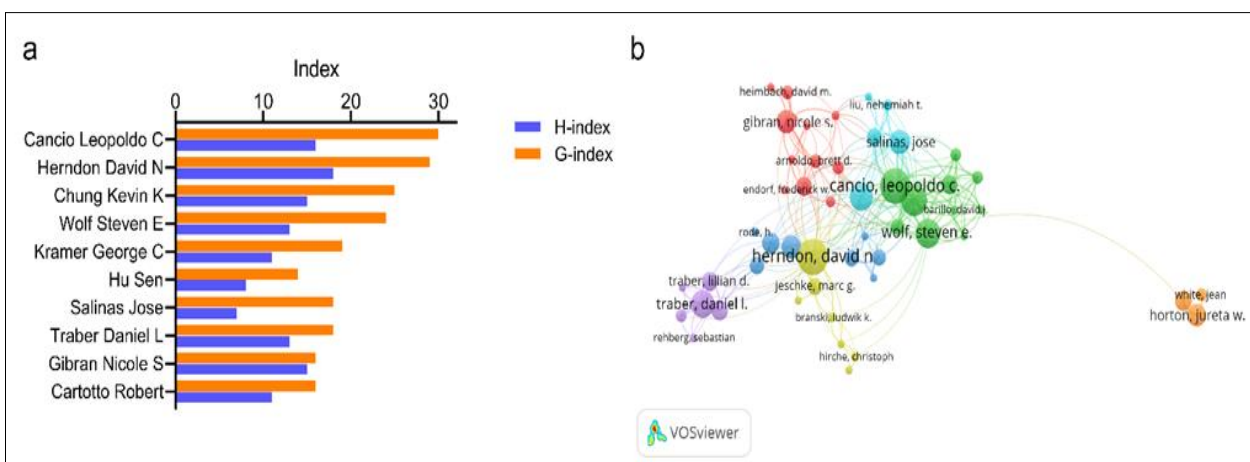 a
Index
0 10 20 30
Cancio Leopoldo C
Herndon David N
Chung Kevin K
Wolf Steven E
Kramer George C
Hu Sen
Salinas Jose
Traber Daniel L
Gibran Nicole S
Cartotto Robert
H-index
G-index
b
heimbach, david m.
liu, nehemiah t.
gibran, nicole s.
salinas, jose
arnoldo, brett d.
cancio, leopoldo c.
endorf, frederick w.
barillo, david j.
wolf, steven e.
rode, h.
herndon, david n.
traber, lillian d.
jeschke, marc g.
traber, daniel l.
white, jean
horton, jureta w.
branski, ludwik k.
rehberg, sebastian
hirche, christoph
VOSviewer